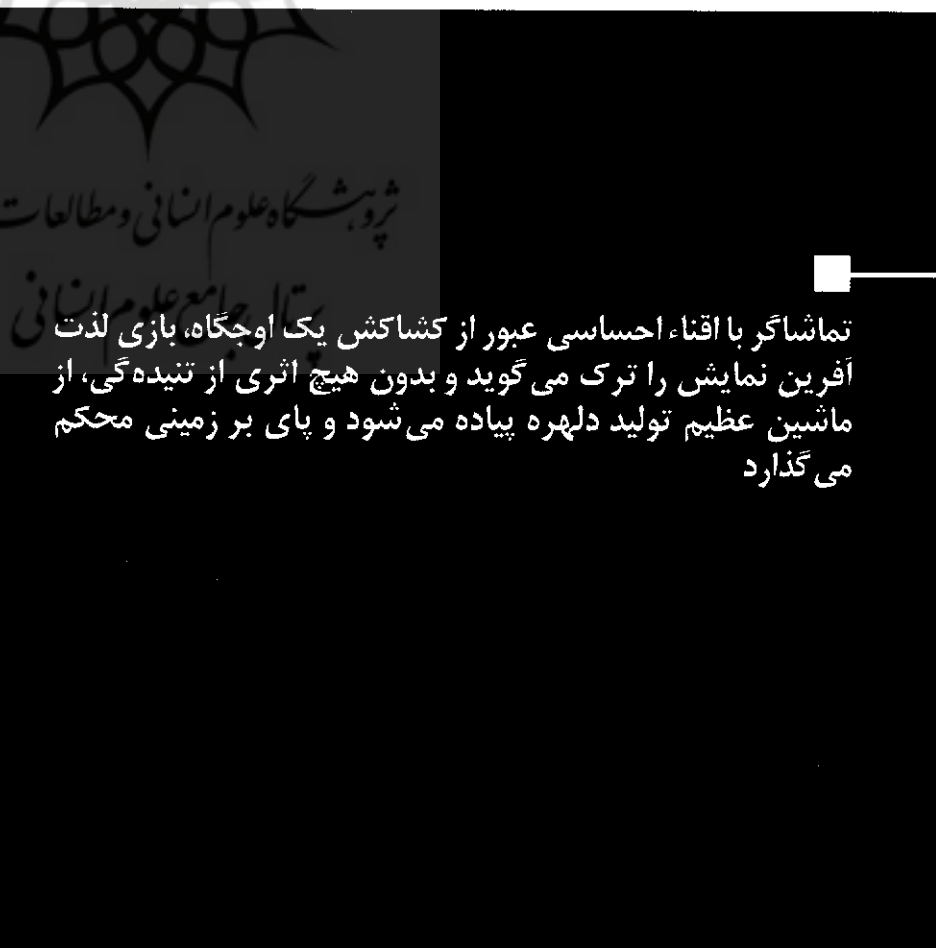 پژوهشگاه علوم انسانی و مطالعات
پرتال جامع علوم انسانی
تماشاگر با اقناء احساسی عبور از کشاکش یک اوجگاه، بازی لذت
آفرین نمایش را ترک می‌گوید و بدون هیچ اثری از تنیده‌گی، از
ماشین عظیم تولید دلهره پیاده می‌شود و پای بر زمینی محکم
می‌گذارد